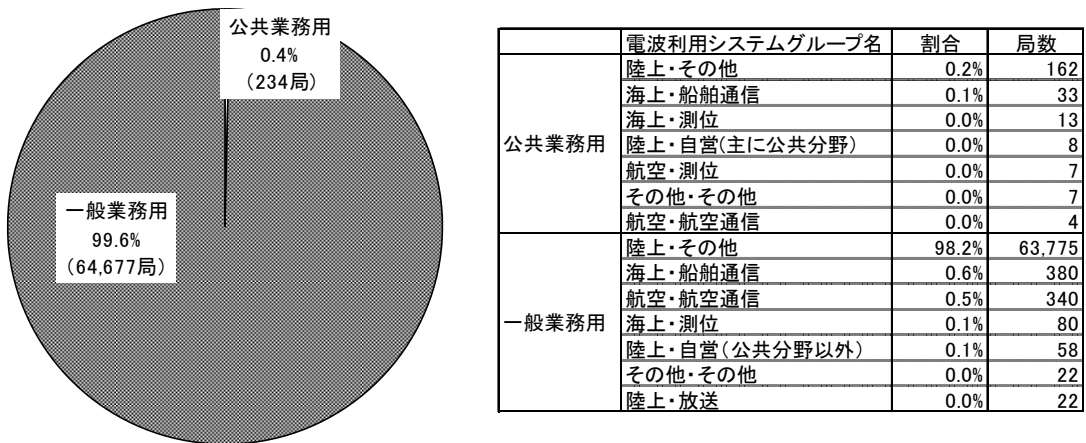 公共業務用
0.4%
（234局）
一般業務用
99.6%
（64,677局）
電波利用システムグループ名 割合 局数
公共業務用
陸上・その他 0.2% 162
海上・船舶通信 0.1% 33
海上・測位 0.0% 13
陸上・自営(主に公共分野) 0.0% 8
航空・測位 0.0% 7
その他・その他 0.0% 7
航空・航空通信 0.0% 4
一般業務用
陸上・その他 98.2% 63,775
海上・船舶通信 0.6% 380
航空・航空通信 0.5% 340
海上・測位 0.1% 80
陸上・自営（公共分野以外） 0.1% 58
その他・その他 0.0% 22
陸上・放送 0.0% 22